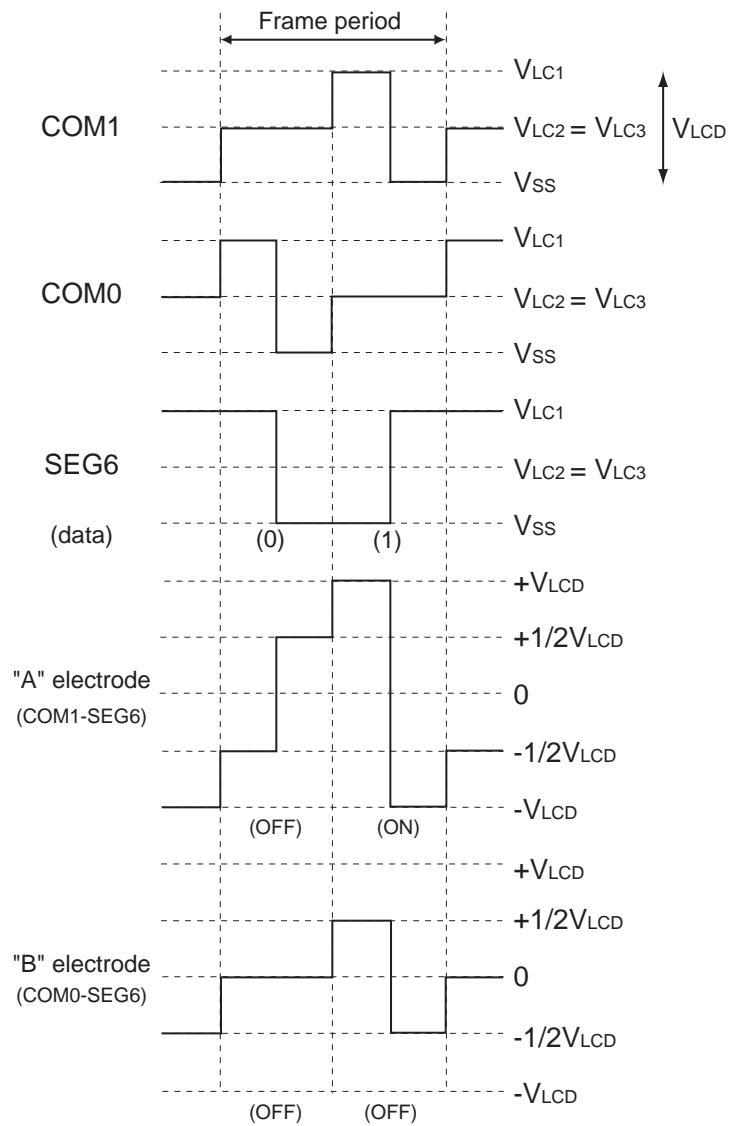 Frame period
VLC1
COM1
VLC2 = VLC3
VLCD
VSS
VLC1
COM0
VLC2 = VLC3
VSS
VLC1
SEG6
VLC2 = VLC3
(data)
(0)
(1)
VSS
+VLCD
+1/2VLCD
"A" electrode
(COM1-SEG6)
0
-1/2VLCD
-VLCD
(OFF)
(ON)
+VLCD
+1/2VLCD
"B" electrode
(COM0-SEG6)
0
-1/2VLCD
-VLCD
(OFF)
(OFF)